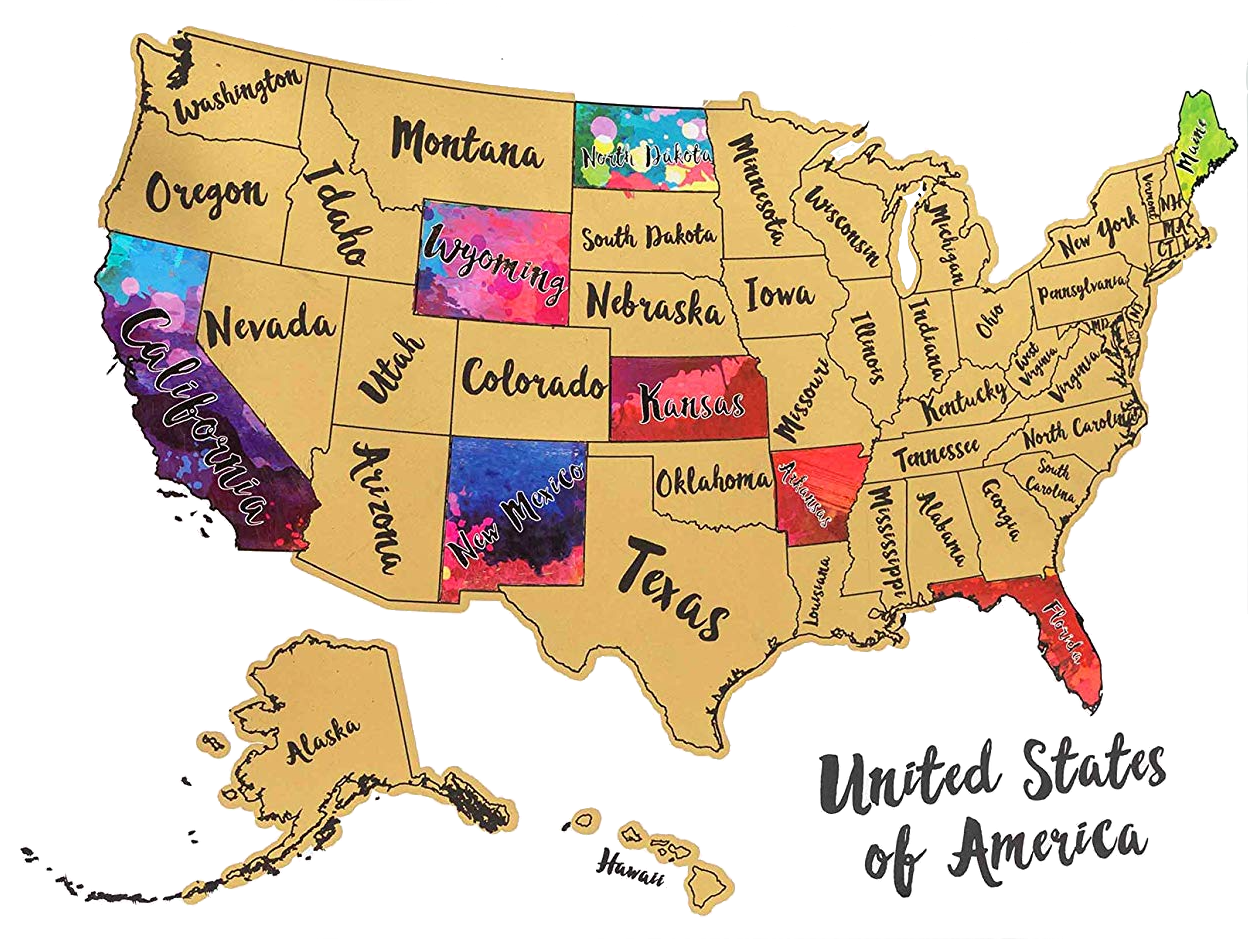 Washington
Montana
North Dakota
Minnesota
Maine
Oregon
Idaho
Wyoming
South Dakota
Wisconsin
Michigan
New York
Vermont
NH
MA
CT
California
Nevada
Utah
Colorado
Nebraska
Iowa
Illinois
Indiana
Ohio
Pennsylvania
NJ
MD
West
Virginia
Virginia
Kansas
Missouri
Kentucky
Arizona
New Mexico
Oklahoma
Arkansas
Tennessee
North Carolina
South
Carolina
Texas
Louisiana
Mississippi
Alabama
Georgia
Florida
Alaska
Hawaii
United States
of America